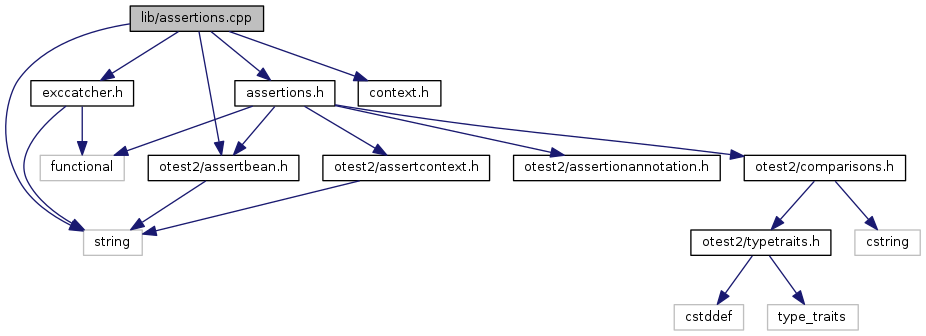 lib/assertions.cpp
exccatcher.h
assertions.h
context.h
functional
otest2/assertbean.h
otest2/assertcontext.h
otest2/assertionannotation.h
otest2/comparisons.h
string
otest2/typetraits.h
cstring
cstddef
type_traits